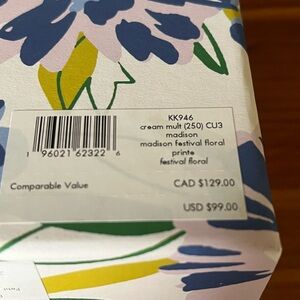 KK946
cream mult (250) CU3
madison
madison festival floral
printe
festival floral
1 96021 62322 6
Comparable Value
CAD $129.00
USD $99.00